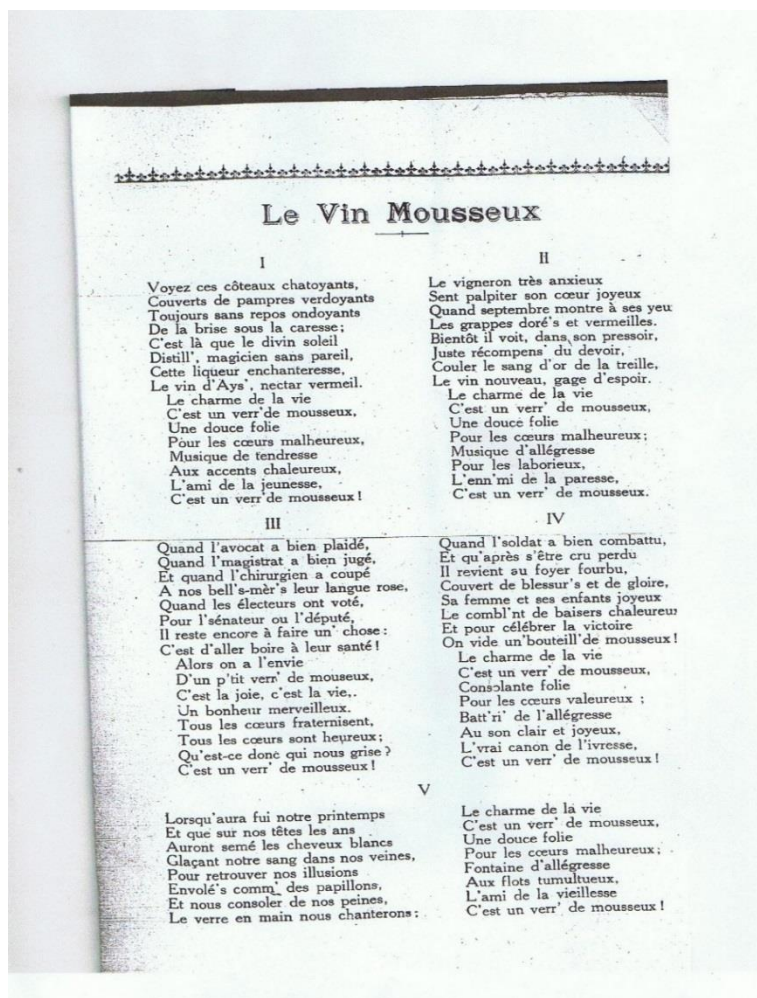 Le Vin Mousseux
I
Voyez ces côteaux chatoyants,
Couverts de pampres verdoyants
Toujours sans repos ondoyants
De la brise sous la caresse;
C'est là que le divin soleil
Distill', magicien sans pareil,
Cette liqueur enchanteresse,
Le vin d'Ays', nectar vermeil.
Le charme de la vie
C'est un verr'de mousseux,
Une douce folie
Pour les cœurs malheureux,
Musique de tendresse
Aux accents chaleureux,
L'ami de la jeunesse,
C'est un verr'de mousseux!
II
Le vigneron très anxieux
Sent palpiter son cœur joyeux
Quand septembre montre à ses yeu
Les grappes doré's et vermeilles.
Bientôt il voit, dans son pressoir,
Juste récompens' du devoir,
Couler le sang d'or de la treille,
Le vin nouveau, gage d'espoir.
Le charme de la vie
C'est un verr' de mousseux,
Une douce folie
Pour les cœurs malheureux;
Musique d'allégresse
Pour les laborieux,
L'enn'mi de la paresse,
C'est un verr' de mousseux.
III
Quand l'avocat a bien plaidé,
Quand l'magistrat a bien jugé,
Et quand l'chirurgien a coupé
A nos bell's-mèr's leur langue rose,
Quand les électeurs ont voté,
Pour l'sénateur ou l'député,
Il reste encore à faire un' chose:
C'est d'aller boire à leur santé!
Alors on a l'envie
D'un p'tit verr' de mouseux,
C'est la joie, c'est la vie,.
Un bonheur merveilleux.
Tous les cœurs fraternisent,
Tous les cœurs sont heureux;
Qu'est-ce donc qui nous grise?
C'est un verr' de mousseux!
IV
Quand l'soldat a bien combattu,
Et qu'après s'être cru perdu
Il revient au foyer fourbu,
Couvert de blessur's et de gloire,
Sa femme et ses enfants joyeux
Le combl'nt de baisers chaleureux
Et pour célébrer la victoire
On vide un'bouteill'de mousseux!
Le charme de la vie
C'est un verr' de mousseux,
Consolante folie
Pour les cœurs valeureux;
Batt'ri' de l'allégresse
Au son clair et joyeux,
L'vrai canon de l'ivresse,
C'est un verr' de mousseux!
V
Lorsqu'aura fui notre printemps
Et que sur nos têtes les ans
Auront semé les cheveux blancs
Glaçant notre sang dans nos veines,
Pour retrouver nos illusions
Envolé's comm' des papillons,
Et nous consoler de nos peines,
Le verre en main nous chanterons:
Le charme de la vie
C'est un verr' de mousseux,
Une douce folie
Pour les cœurs malheureux;
Fontaine d'allégresse
Aux flots tumultueux,
L'ami de la vieillesse
C'est un verr' de mousseux!